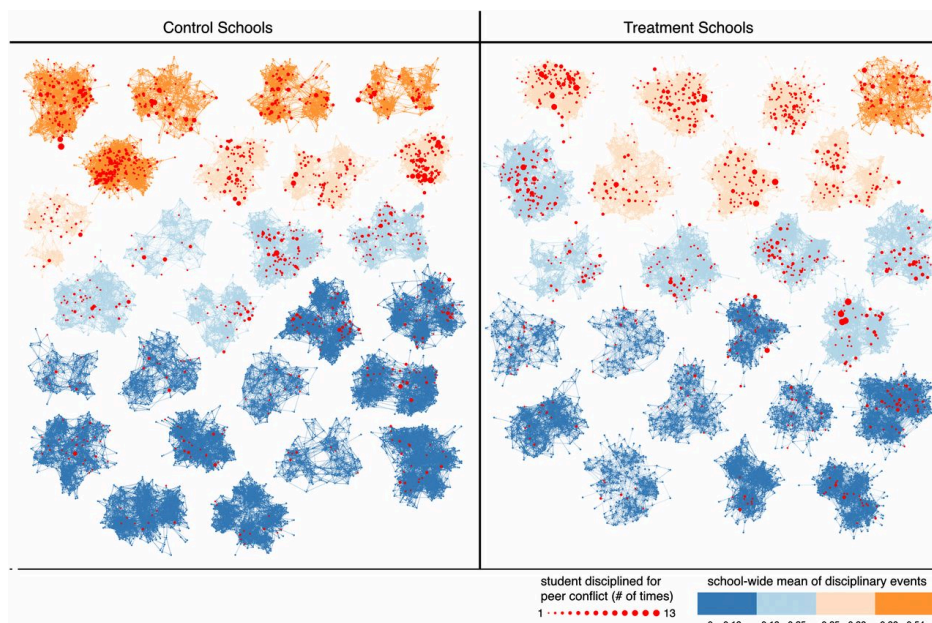 Control Schools
Treatment Schools
student disciplined for
peer conflict (# of times)
1
13
school-wide mean of disciplinary events